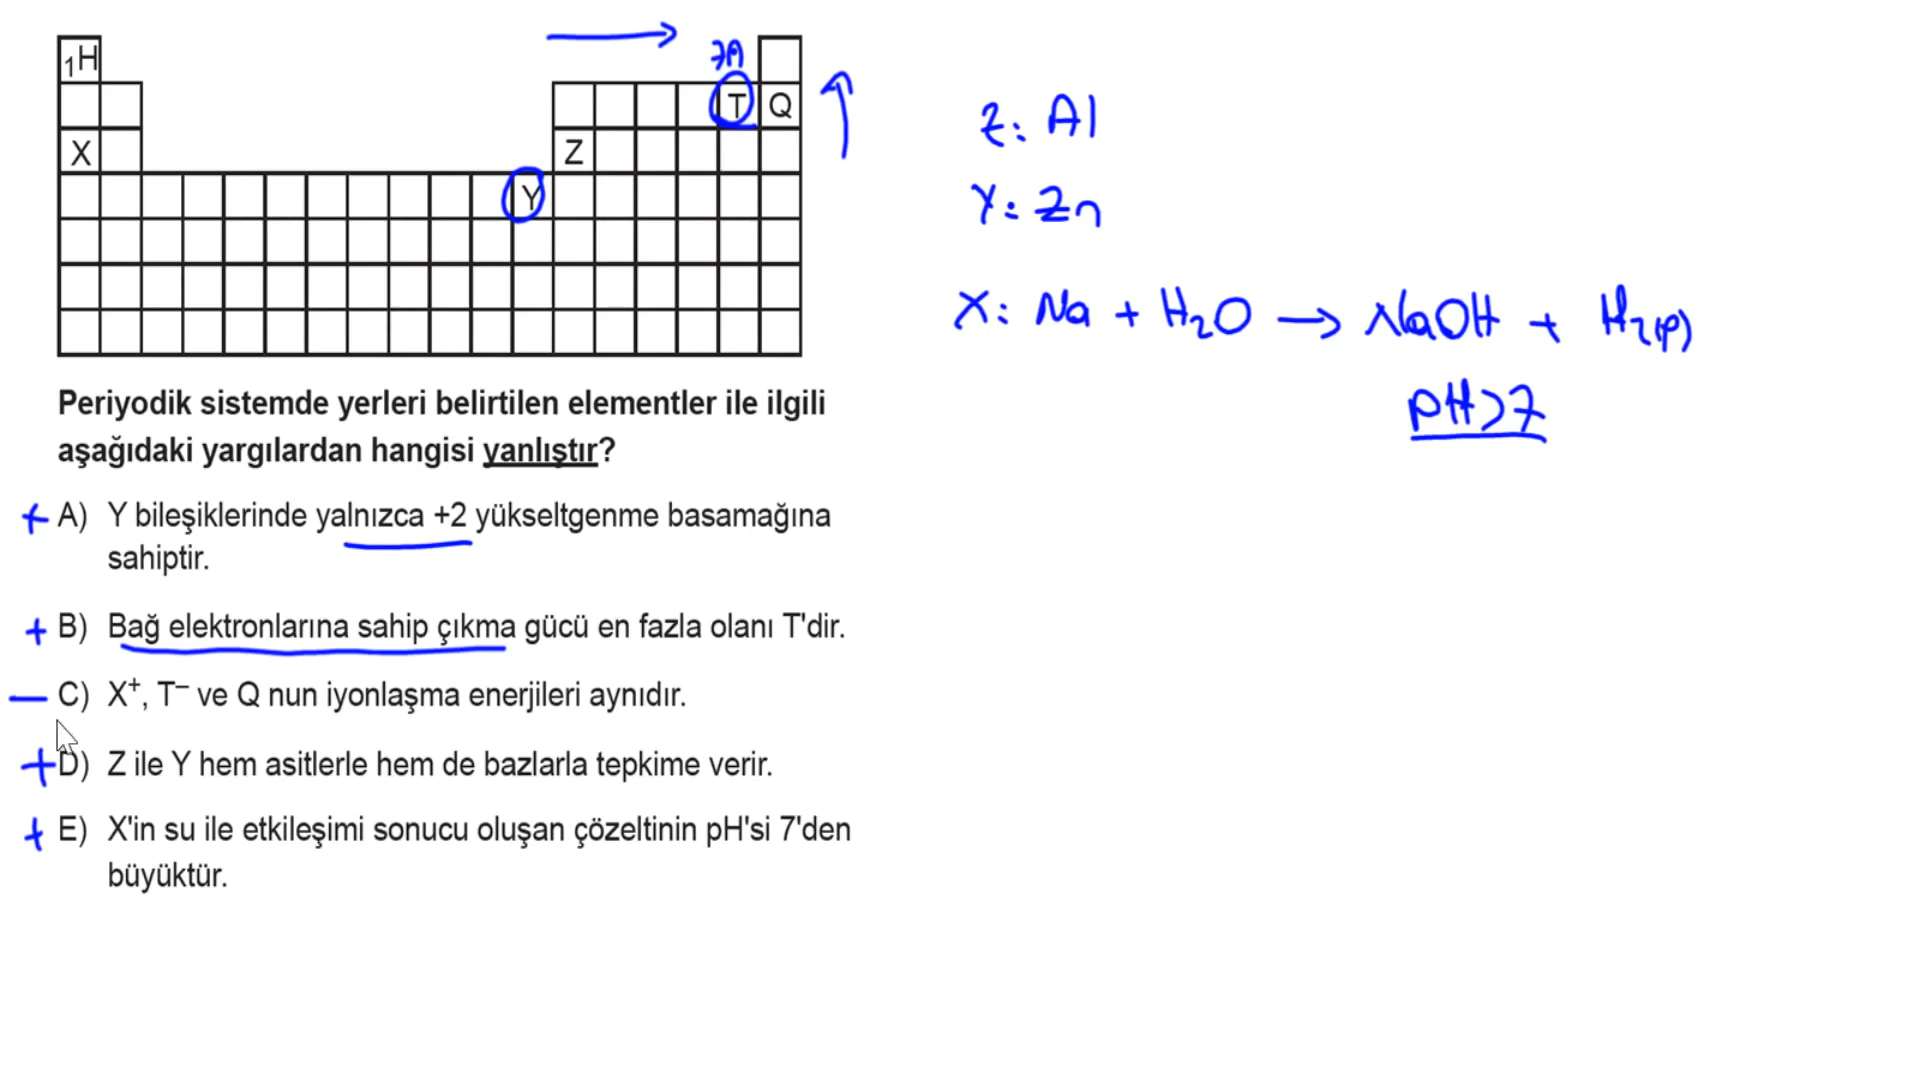 ₁H
7A
T Q
X Z
Y
Z: Al
Y: Zn
X: Na + H₂O → NaOH + H₂(g)
pH>7
Periyodik sistemde yerleri belirtilen elementler ile ilgili
aşağıdaki yargılardan hangisi yanlıştır?
+ A) Y bileşiklerinde yalnızca +2 yükseltgenme basamağına
sahiptir.
+ B) Bağ elektronlarına sahip çıkma gücü en fazla olanı T'dir.
— C) X⁺, T⁻ ve Q nun iyonlaşma enerjileri aynıdır.
+ D) Z ile Y hem asitlerle hem de bazlarla tepkime verir.
+ E) X'in su ile etkileşimi sonucu oluşan çözeltinin pH'si 7'den
büyüktür.